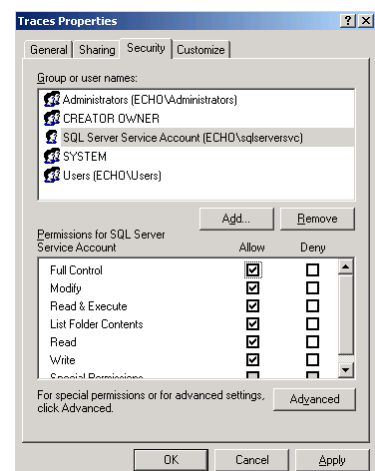 Traces Properties
General Sharing Security Customize
Group or user names:
Administrators (ECHO\Administrators)
CREATOR OWNER
SQL Server Service Account (ECHO\sqlserversvc)
SYSTEM
Users (ECHO\Users)
Add... Remove
Permissions for SQL Server
Service Account Allow Deny
Full Control
Modify
Read & Execute
List Folder Contents
Read
Write
Special Permissions
For special permissions or for advanced settings,
click Advanced.
Advanced
OK Cancel Apply